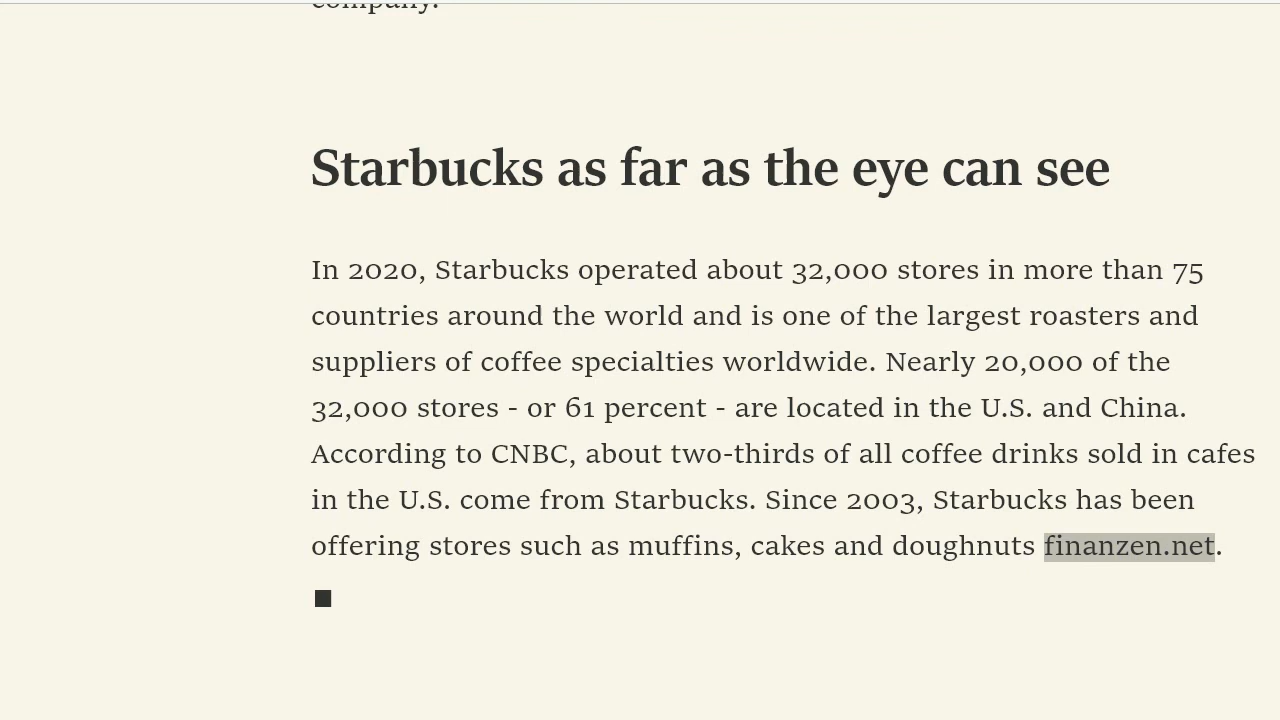 company.
Starbucks as far as the eye can see
In 2020, Starbucks operated about 32,000 stores in more than 75
countries around the world and is one of the largest roasters and
suppliers of coffee specialties worldwide. Nearly 20,000 of the
32,000 stores - or 61 percent - are located in the U.S. and China.
According to CNBC, about two-thirds of all coffee drinks sold in cafes
in the U.S. come from Starbucks. Since 2003, Starbucks has been
offering stores such as muffins, cakes and doughnuts finanzen.net.